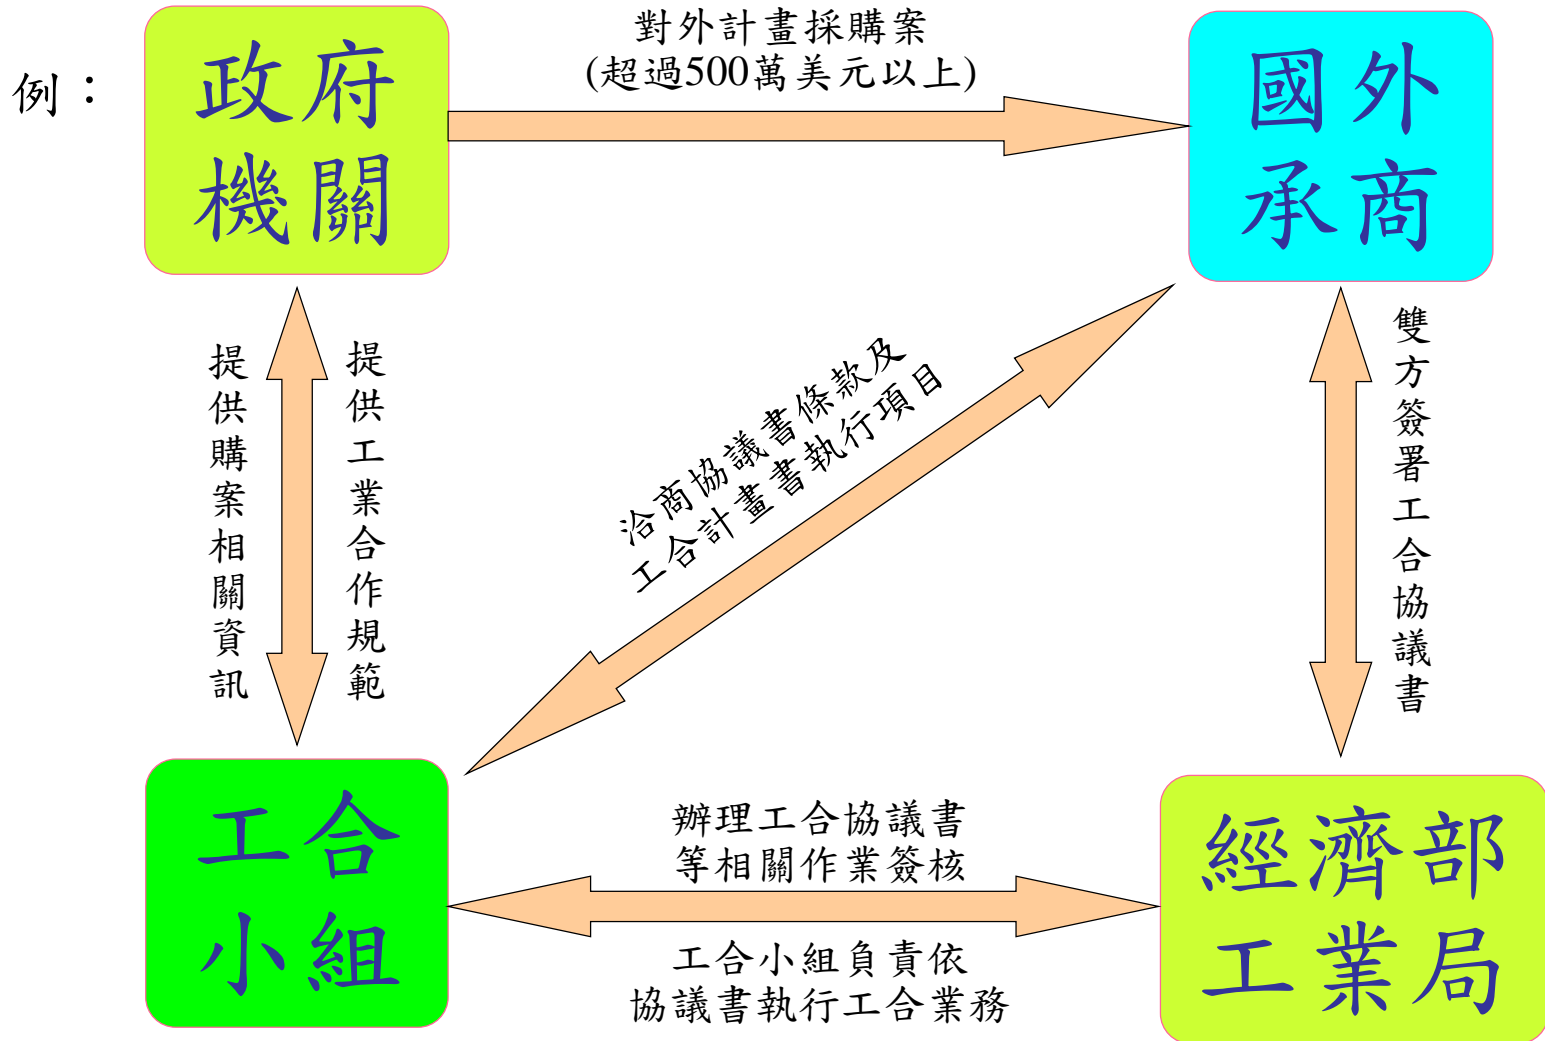 例：
政府
機關
對外計畫採購案
(超過500萬美元以上)
國外
承商
提供購案相關資訊
提供工業合作規範
洽商協議書條款及
工合計畫書執行項目
雙方簽署工合協議書
工合
小組
辦理工合協議書
等相關作業簽核
工合小組負責依
協議書執行工合業務
經濟部
工業局